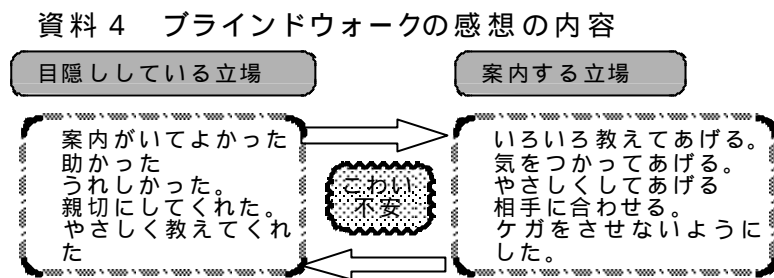 資料4 ブラインドウォークの感想の内容
目隠ししている立場
案内する立場
案内がいてよかった
助かった
うれしかった。
親切にしてくれた。
やさしく教えてくれ
た
こわい
不安
いろいろ教えてあげる。
気をつかってあげる。
やさしくしてあげる
相手に合わせる。
ケガをさせないように
した。